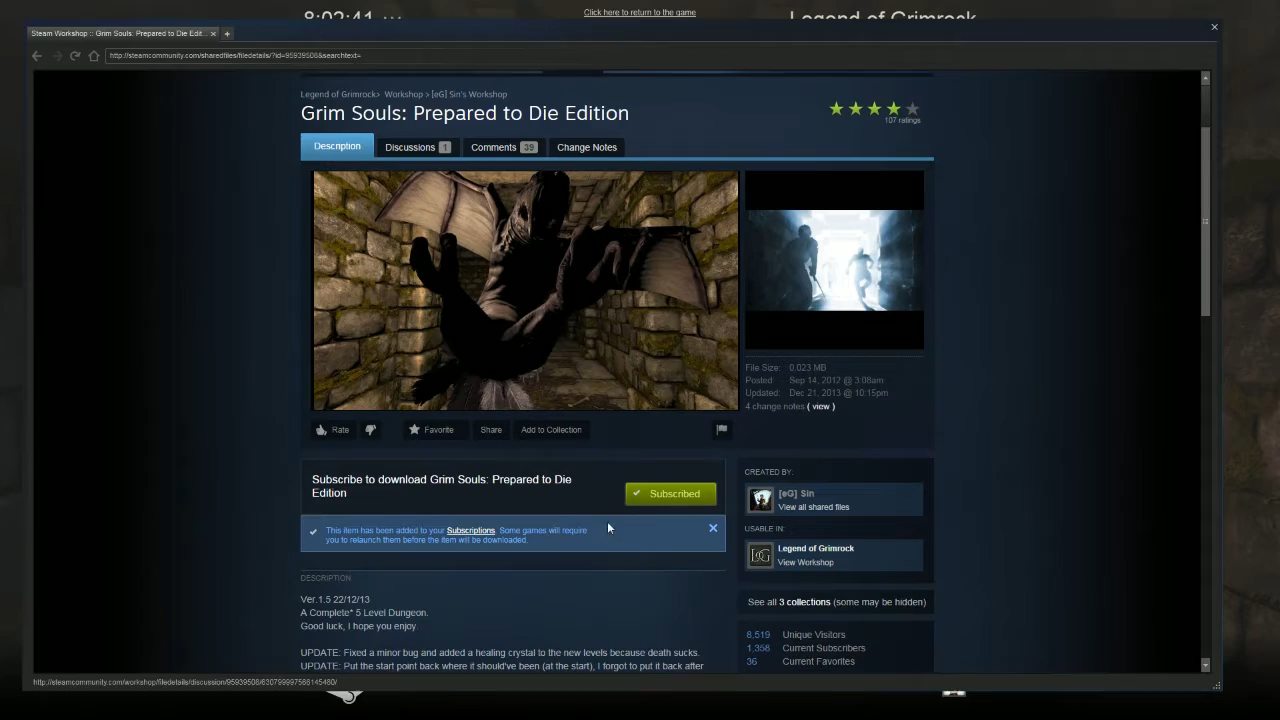 8:02:41
Click here to return to the game
Legend of Grimrock
Steam Workshop :: Grim Souls: Prepared to Die Edit...
http://steamcommunity.com/sharedfiles/filedetails/?id=95939508&searchtext=
Legend of Grimrock> Workshop > [eG] Sin's Workshop
Grim Souls: Prepared to Die Edition
107 ratings
Description
Discussions 1
Comments 39
Change Notes
File Size: 0.023 MB
Posted: Sep 14, 2012 @ 3:08am
Updated: Dec 21, 2013 @ 10:15pm
4 change notes ( view )
Rate
Favorite
Share
Add to Collection
Subscribe to download Grim Souls: Prepared to Die
Edition
Subscribed
This item has been added to your Subscriptions. Some games will require
you to relaunch them before the item will be downloaded.
CREATED BY:
[eG] Sin
View all shared files
USABLE IN:
Legend of Grimrock
View Workshop
DESCRIPTION
Ver.1.5 22/12/13
A Complete* 5 Level Dungeon.
Good luck, I hope you enjoy.
UPDATE: Fixed a minor bug and added a healing crystal to the new levels because death sucks.
UPDATE: Put the start point back where it should've been (at the start), I forgot to put it back after
See all 3 collections (some may be hidden)
8,519 Unique Visitors
1,358 Current Subscribers
36 Current Favorites